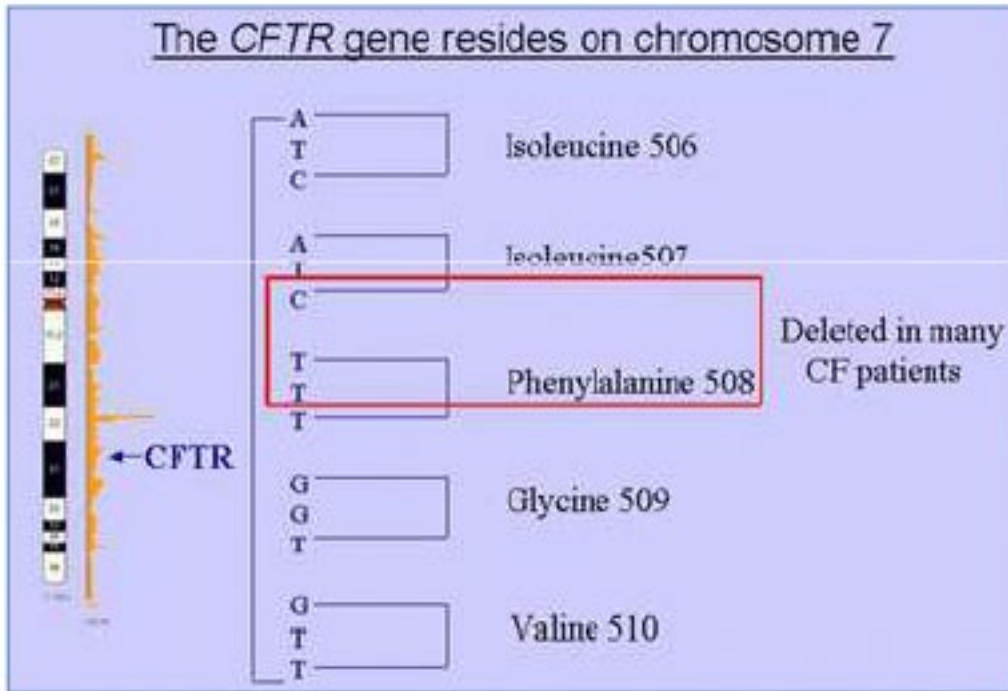 The CFTR gene resides on chromosome 7
A
T
C
Isoleucine 506
A
T
C
Isoleucine507
T
T
T
Phenylalanine 508
Deleted in many
CF patients
CFTR
G
G
T
Glycine 509
G
T
T
Valine 510